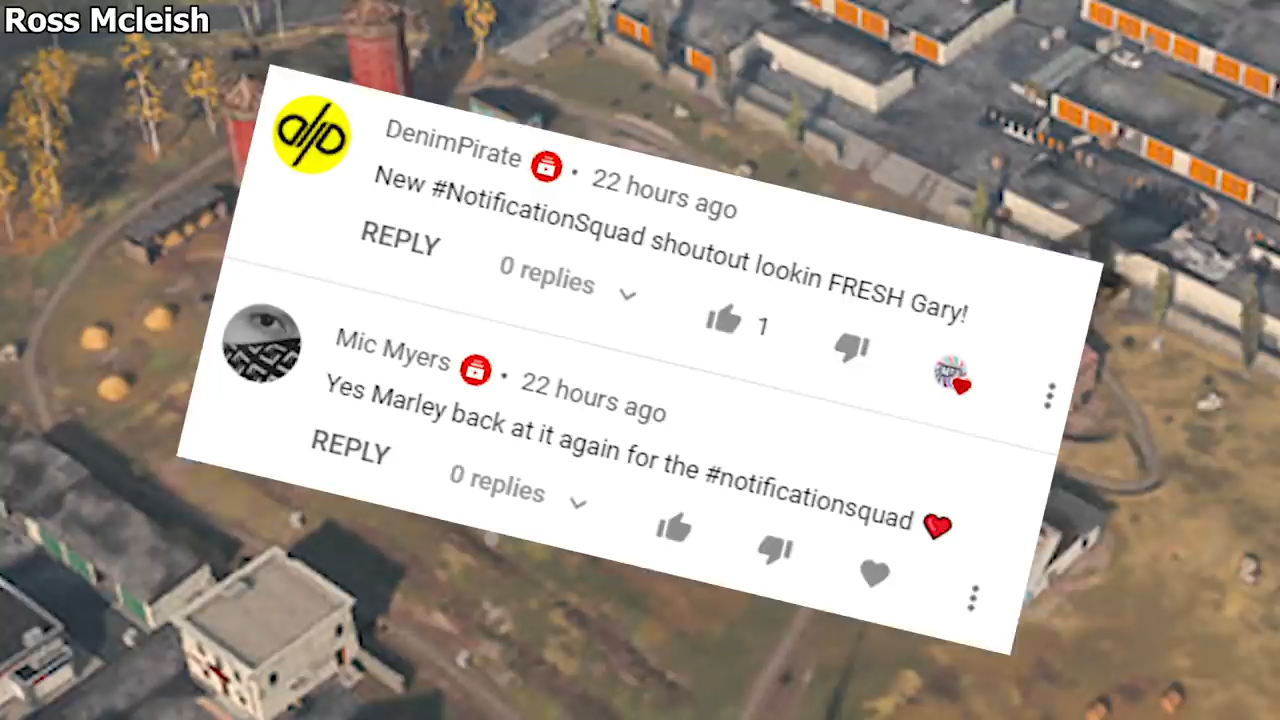 Ross Mcleish
DenimPirate • 22 hours ago
New #NotificationSquad shoutout lookin FRESH Gary!
REPLY 0 replies 1
Mic Myers • 22 hours ago
Yes Marley back at it again for the #notificationsquad ❤
REPLY 0 replies